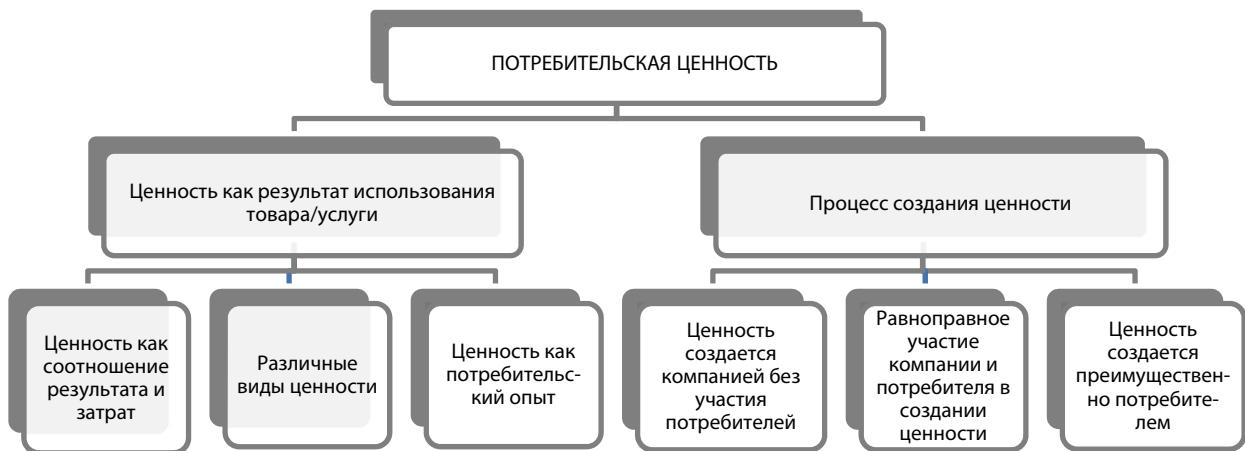 ПОТРЕБИТЕЛЬСКАЯ ЦЕННОСТЬ
Ценность как результат использования
товара/услуги
Процесс создания ценности
Ценность как
соотношение
результата и
затрат
Различные
виды ценности
Ценность как
потребительс-
кий опыт
Ценность
создается
компанией без
участия
потребителей
Равноправное
участие
компании и
потребителя в
создании
ценности
Ценность
создается
преимуществен-
но потребите-
лем